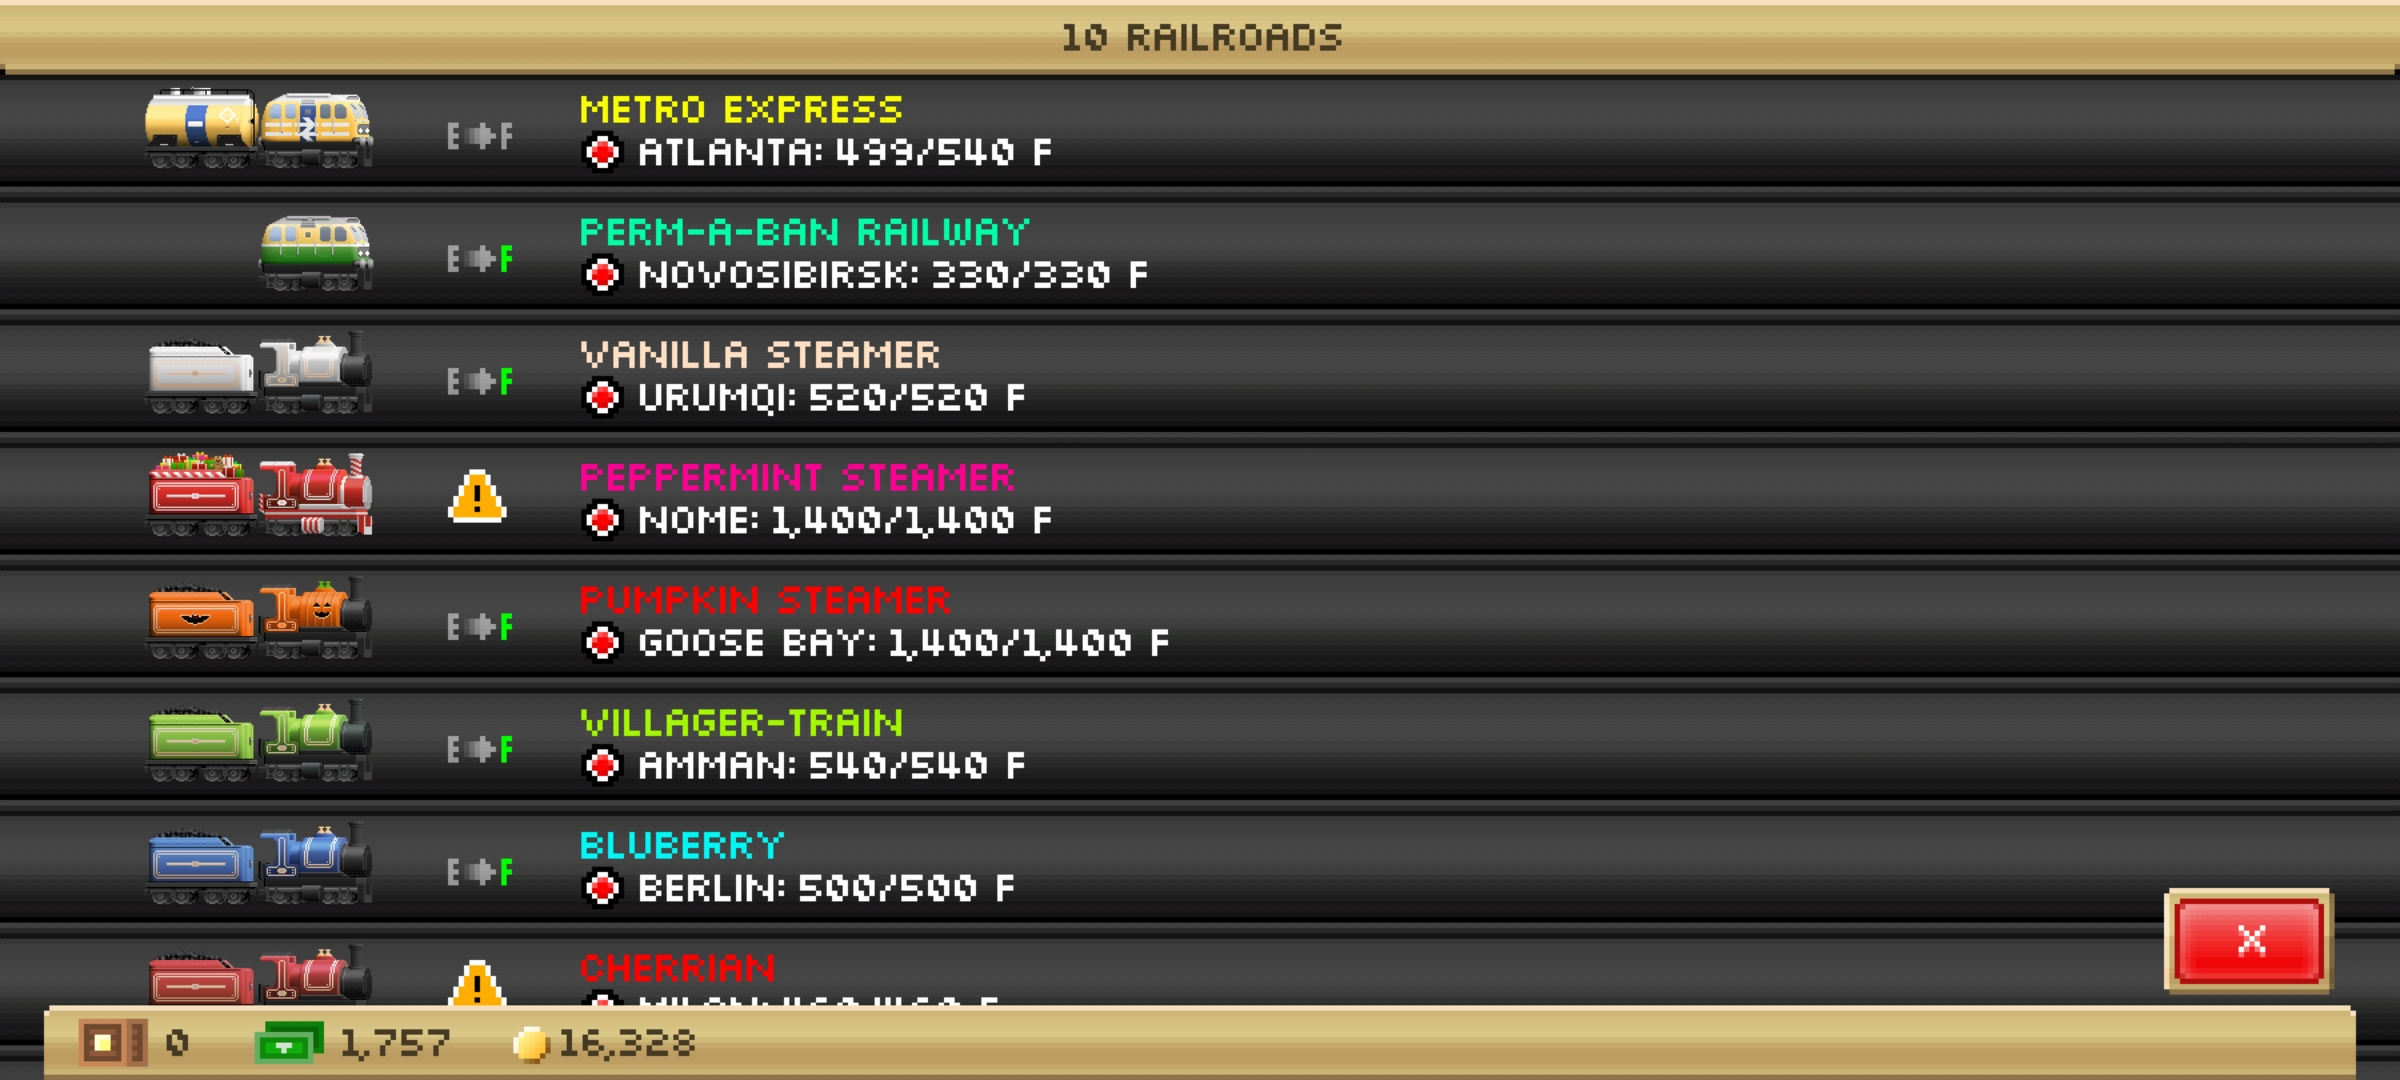 10 RAILROADS
METRO EXPRESS
E F
ATLANTA: 499/540 F
PERM-A-BAN RAILWAY
E F
NOVOSIBIRSK: 330/330 F
VANILLA STEAMER
E F
URUMQI: 520/520 F
PEPPERMINT STEAMER
!
NOME: 1,400/1,400 F
PUMPKIN STEAMER
E F
GOOSE BAY: 1,400/1,400 F
VILLAGER-TRAIN
E F
AMMAN: 540/540 F
BLUBERRY
E F
BERLIN: 500/500 F
CHERRIAN
!
X
0 1,757 16,328